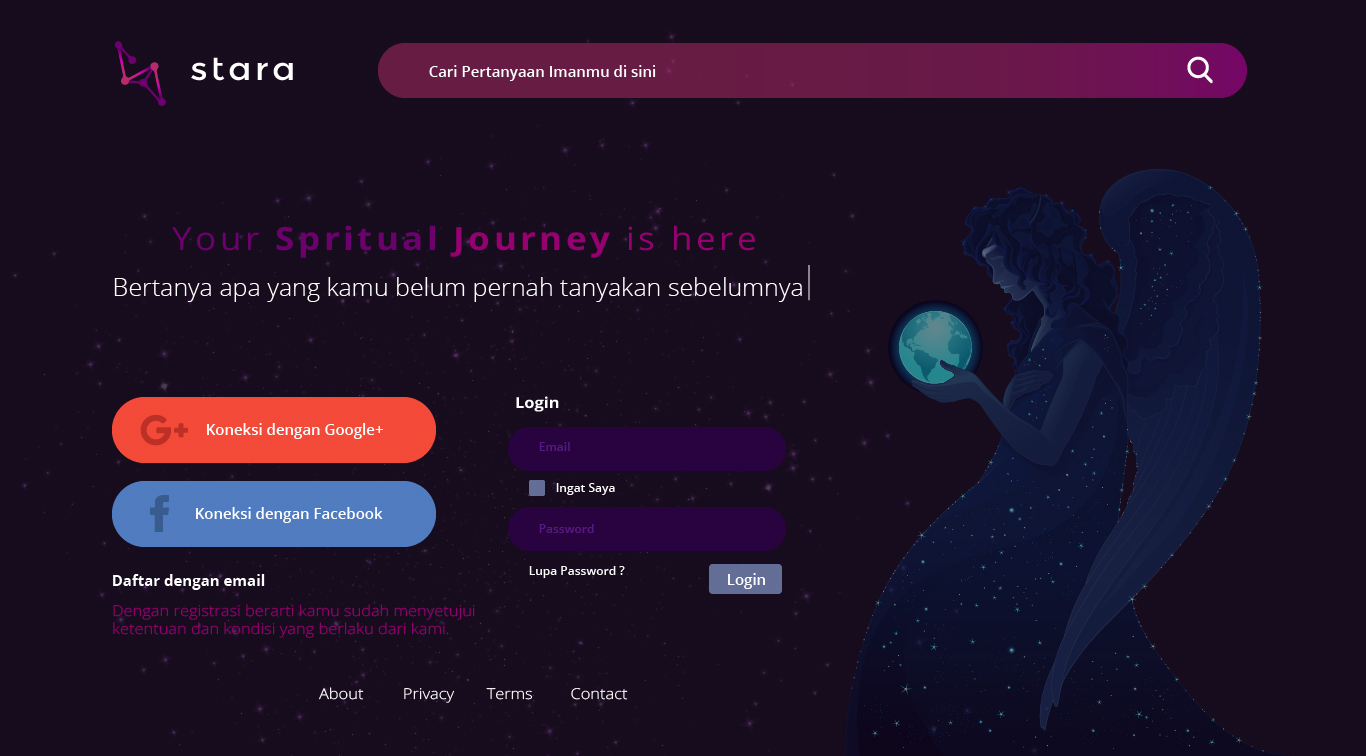 stara
Cari Pertanyaan Imanmu di sini
Your Spritual Journey is here
Bertanya apa yang kamu belum pernah tanyakan sebelumnya
G+ Koneksi dengan Google+
f Koneksi dengan Facebook
Daftar dengan email
Dengan registrasi berarti kamu sudah menyetujui
ketentuan dan kondisi yang berlaku dari kami.
Login
Email
Ingat Saya
Password
Lupa Password ?
Login
About
Privacy
Terms
Contact